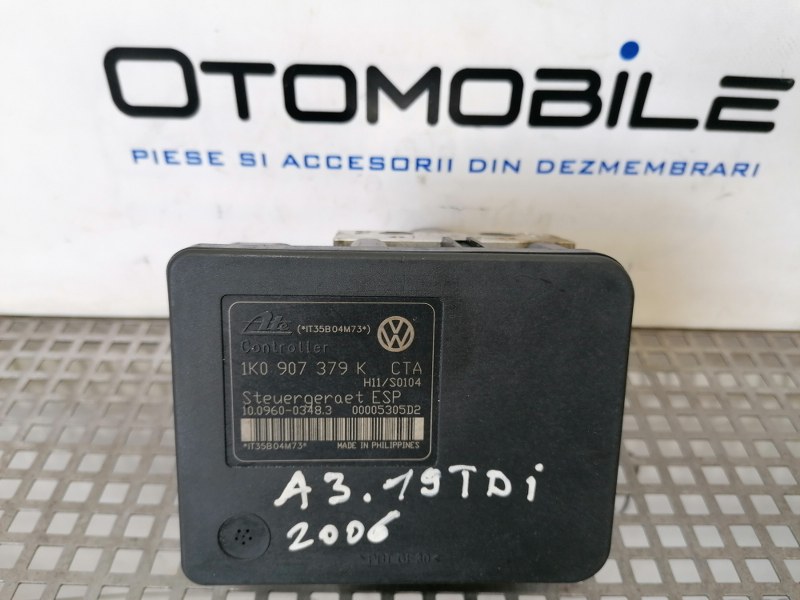 OTOMOBILE
PIESE SI ACCESORII DIN DEZMEMBRARI
Ate (*IT35B04M73*)
Controller
1K0 907 379 K CTA
H11/S0104
Steuergeraet ESP
10.0960-0348.3 00005305D2
*IT35B04M73* MADE IN PHILIPPINES
A3. 19TDi
2006